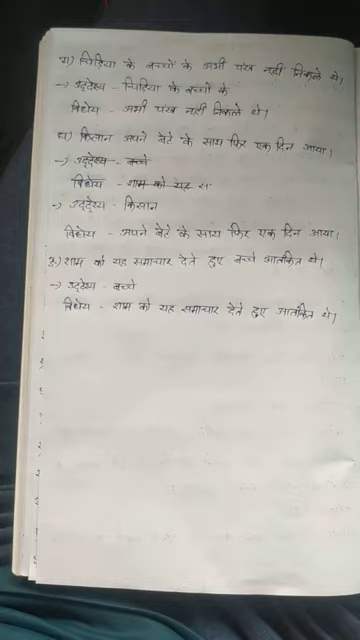 ग) चिड़िया के बच्चों के अभी पंख नहीं निकले थे।
-> उद्देश्य - चिड़िया के बच्चों के
विधेय - अभी पंख नहीं निकले थे।
घ) किसान अपने बेटे के साथ फिर एक दिन आया।
-> उद्देश्य - बच्चे
विधेय - शाम को यह स
-> उद्देश्य - किसान
विधेय - अपने बेटे के साथ फिर एक दिन आया।
ङ) शाम को यह समाचार देते हुए बच्चे आतंकित थे।
-> उद्देश्य - बच्चे
विधेय - शाम को यह समाचार देते हुए आतंकित थे।